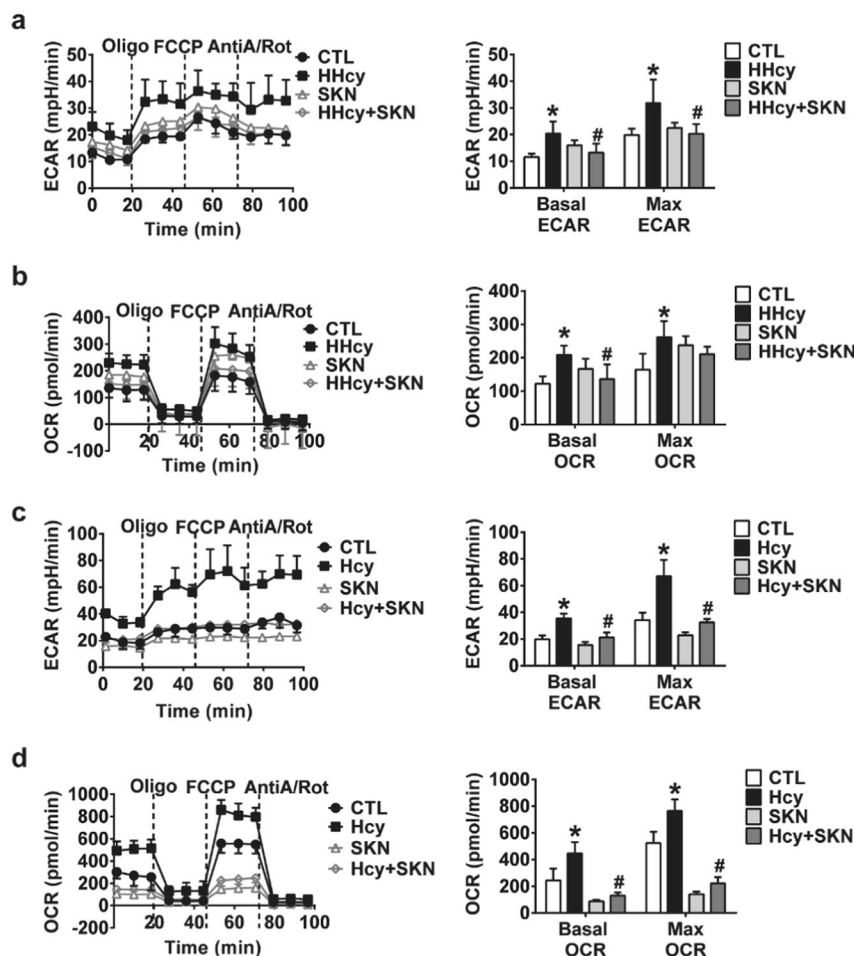 a
Oligo FCCP AntiA/Rot
ECAR (mpH/min)
50
40
30
20
10
0
0 20 40 60 80 100
Time (min)
CTL
HHcy
SKN
HHcy+SKN
ECAR (mpH/min)
50
40
30
20
10
0
* # * #
Basal ECAR
Max ECAR
CTL
HHcy
SKN
HHcy+SKN
b
Oligo FCCP AntiA/Rot
OCR (pmol/min)
400
300
200
100
0
-100
20 40 60 80 100
Time (min)
CTL
HHcy
SKN
HHcy+SKN
OCR (pmol/min)
400
300
200
100
0
* # *
Basal OCR
Max OCR
CTL
HHcy
SKN
HHcy+SKN
c
Oligo FCCP AntiA/Rot
ECAR (mpH/min)
100
80
60
40
20
0
0 20 40 60 80 100
Time (min)
CTL
Hcy
SKN
Hcy+SKN
ECAR (mpH/min)
100
80
60
40
20
0
* # * #
Basal ECAR
Max ECAR
CTL
Hcy
SKN
Hcy+SKN
d
Oligo FCCP AntiA/Rot
OCR (pmol/min)
1000
800
600
400
200
0
-200
20 40 60 80 100
Time (min)
CTL
Hcy
SKN
Hcy+SKN
OCR (pmol/min)
1000
800
600
400
200
0
* # * #
Basal OCR
Max OCR
CTL
Hcy
SKN
Hcy+SKN